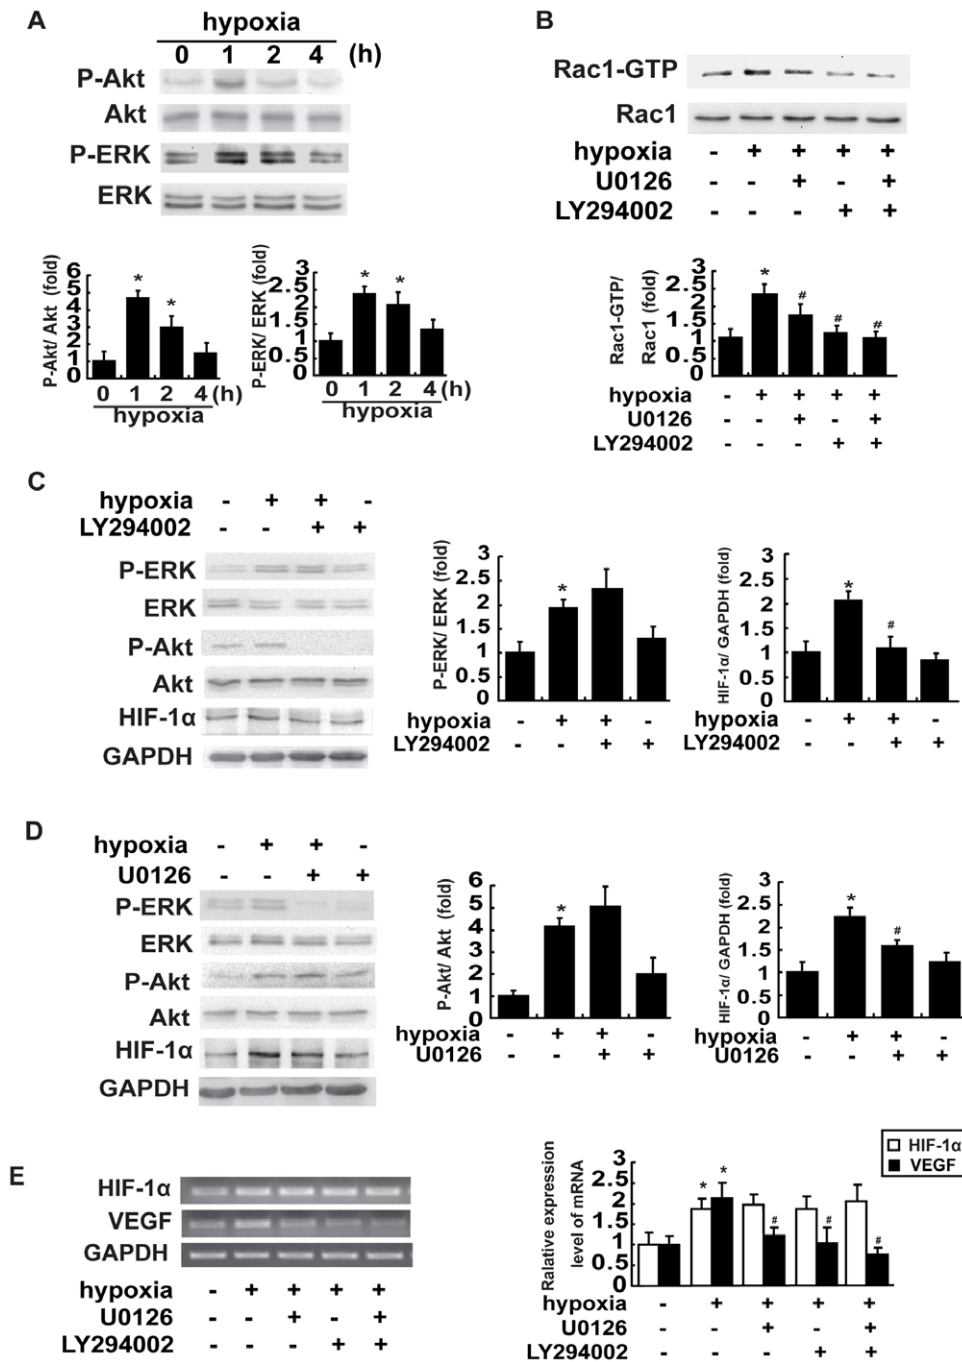 A
hypoxia
0 1 2 4 (h)
P-Akt
Akt
P-ERK
ERK
P-Akt/ Akt (fold)
6
5
4
3
2
1
0
* *
0 1 2 4 (h)
hypoxia
P-ERK/ ERK (fold)
3
2.5
2
1.5
1
0.5
0
* *
0 1 2 4 (h)
hypoxia
B
Rac1-GTP
Rac1
hypoxia - + + + +
U0126 - - + - +
LY294002 - - - + +
Rac1-GTP/
Rac1 (fold)
3
2.5
2
1.5
1
0.5
0
* # # #
hypoxia - + + + +
U0126 - - + - +
LY294002 - - - + +
C
hypoxia - + + -
LY294002 - - + +
P-ERK
ERK
P-Akt
Akt
HIF-1α
GAPDH
P-ERK/ ERK (fold)
3
2.5
2
1.5
1
0.5
0
*
hypoxia - + + -
LY294002 - - + +
HIF-1α/ GAPDH (fold)
3
2.5
2
1.5
1
0.5
0
* #
hypoxia - + + -
LY294002 - - + +
D
hypoxia - + + -
U0126 - - + +
P-ERK
ERK
P-Akt
Akt
HIF-1α
GAPDH
P-Akt/ Akt (fold)
6
5
4
3
2
1
0
*
hypoxia - + + -
U0126 - - + +
HIF-1α/ GAPDH (fold)
3
2.5
2
1.5
1
0.5
0
* #
hypoxia - + + -
U0126 - - + +
E
HIF-1α
VEGF
GAPDH
hypoxia - + + + +
U0126 - - + - +
LY294002 - - - + +
HIF-1α
VEGF
Ralative expression
level of mRNA
3
2.5
2
1.5
1
0.5
0
* * # # #
hypoxia - + + + +
U0126 - - + - +
LY294002 - - - + +